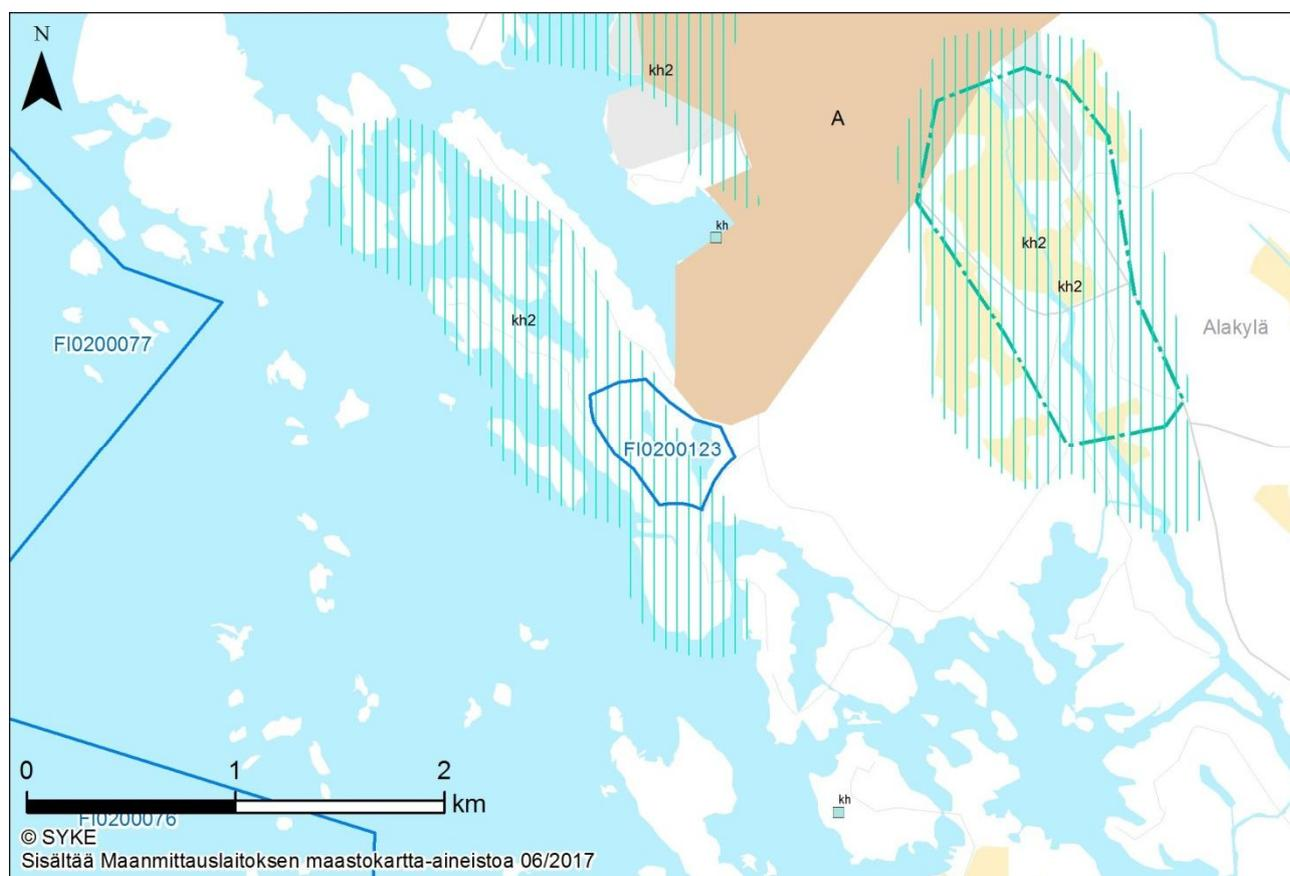 N
kh2
A
kh
kh2
kh2
kh2
Alakylä
FI0200077
FI0200123
0 1 2
km
FI0200076
kh
© SYKE
Sisältää Maanmittauslaitoksen maastokartta-aineistoa 06/2017